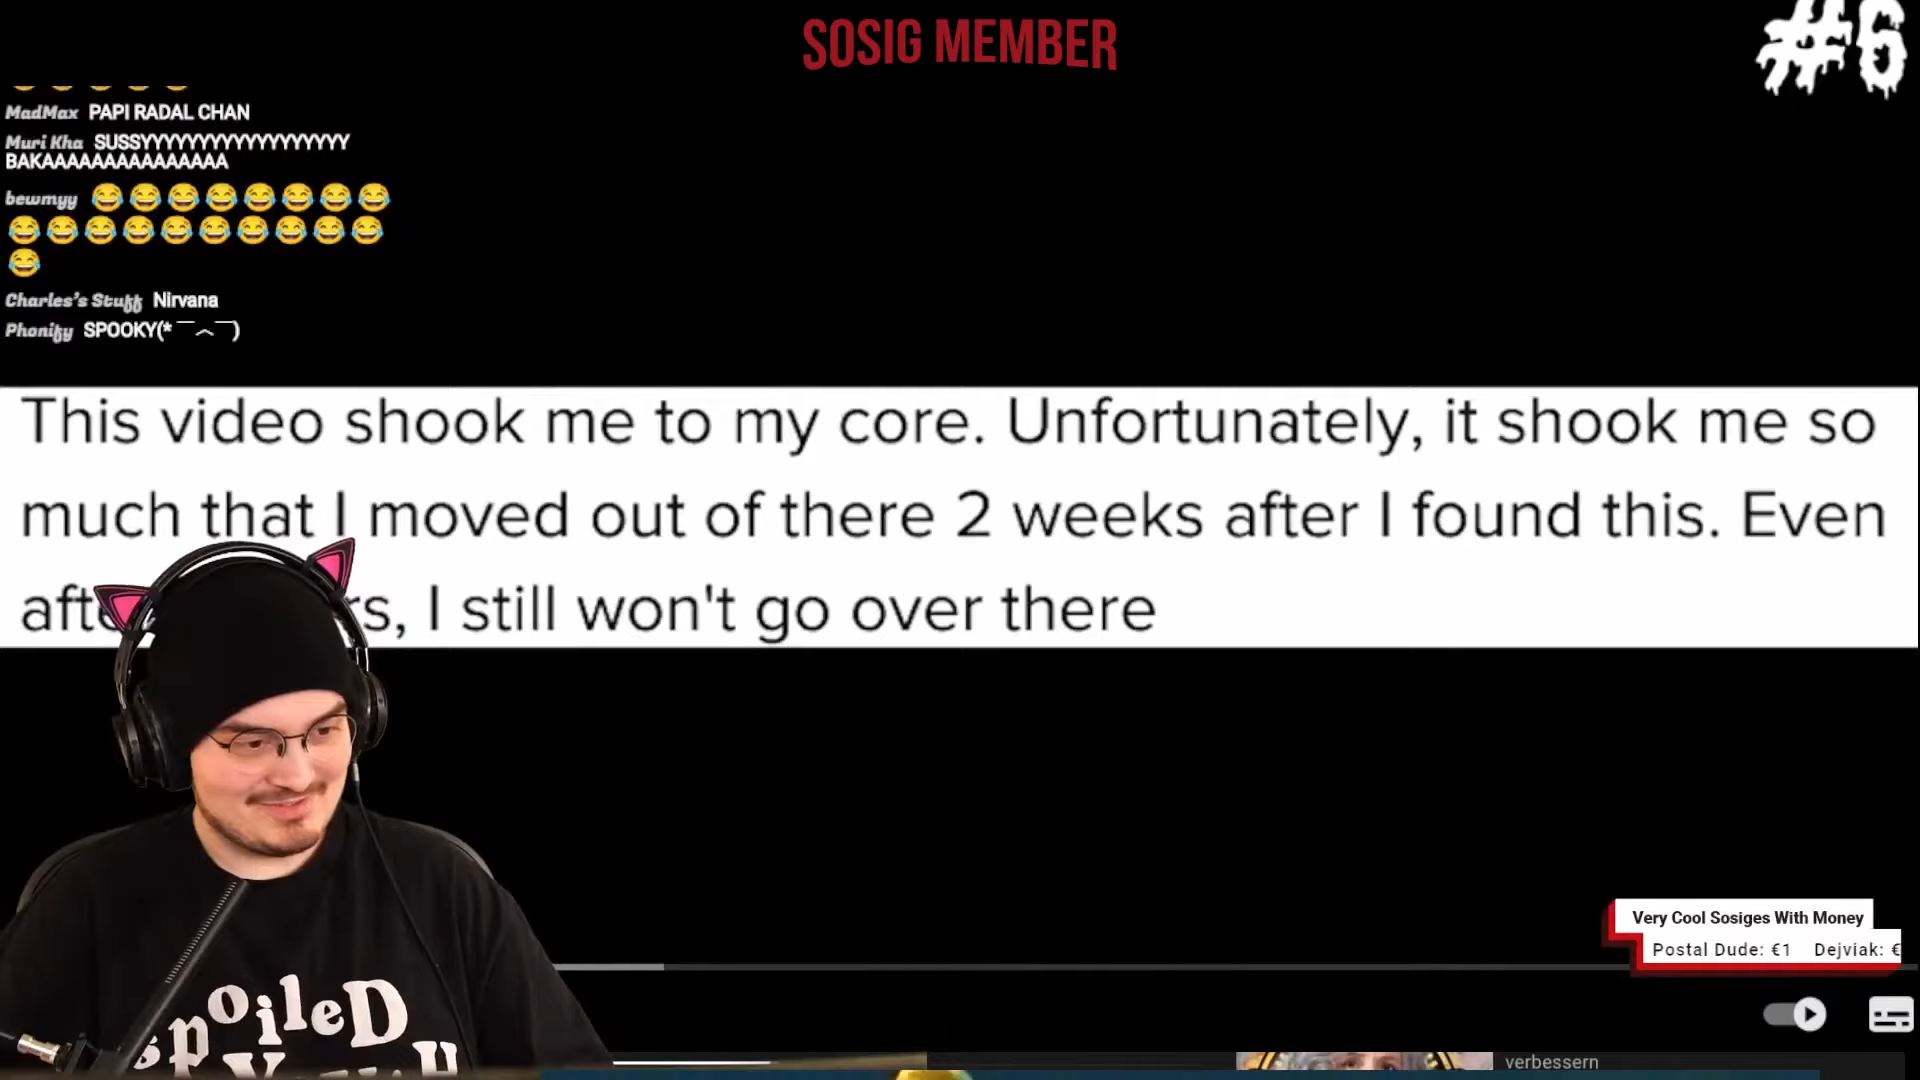 SOSIG MEMBER
#6
MadMax PAPI RADAL CHAN
Muri Kha SUSSYYYYYYYYYYYYYYYYYY
BAKAAAAAAAAAAAAAAA
bewmyy 😂😂😂😂😂😂😂😂
😂😂😂😂😂😂😂😂😂😂
😂
Charles's Stuff Nirvana
Phonify SPOOKY(*￣︿￣)
This video shook me to my core. Unfortunately, it shook me so
much that I moved out of there 2 weeks after I found this. Even
I still won't go over there
Very Cool Sosiges With Money
Postal Dude: €1 Dejviak: €
spoileD
verbessern